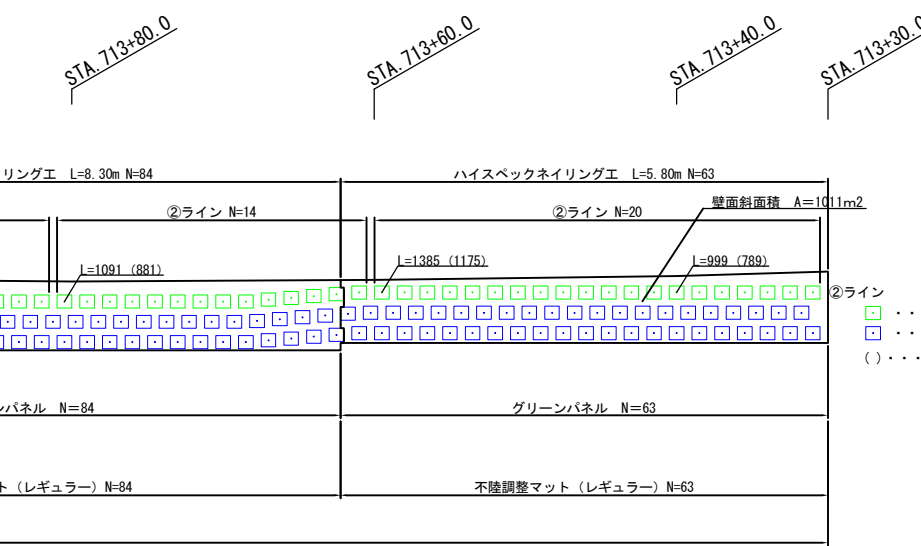 STA. 713+80.0
STA. 713+60.0
STA. 713+40.0
STA. 713+30.0
リング工 L=8.30m N=84
ハイスペックネイリング工 L=5.80m N=63
②ライン N=14
②ライン N=20
壁面斜面積 A=1011m2
L=1091 (881)
L=1385 (1175)
L=999 (789)
②ライン
・・
・・
( )・・・
ンパネル N=84
グリーンパネル N=63
ト（レギュラー）N=84
不陸調整マット（レギュラー）N=63